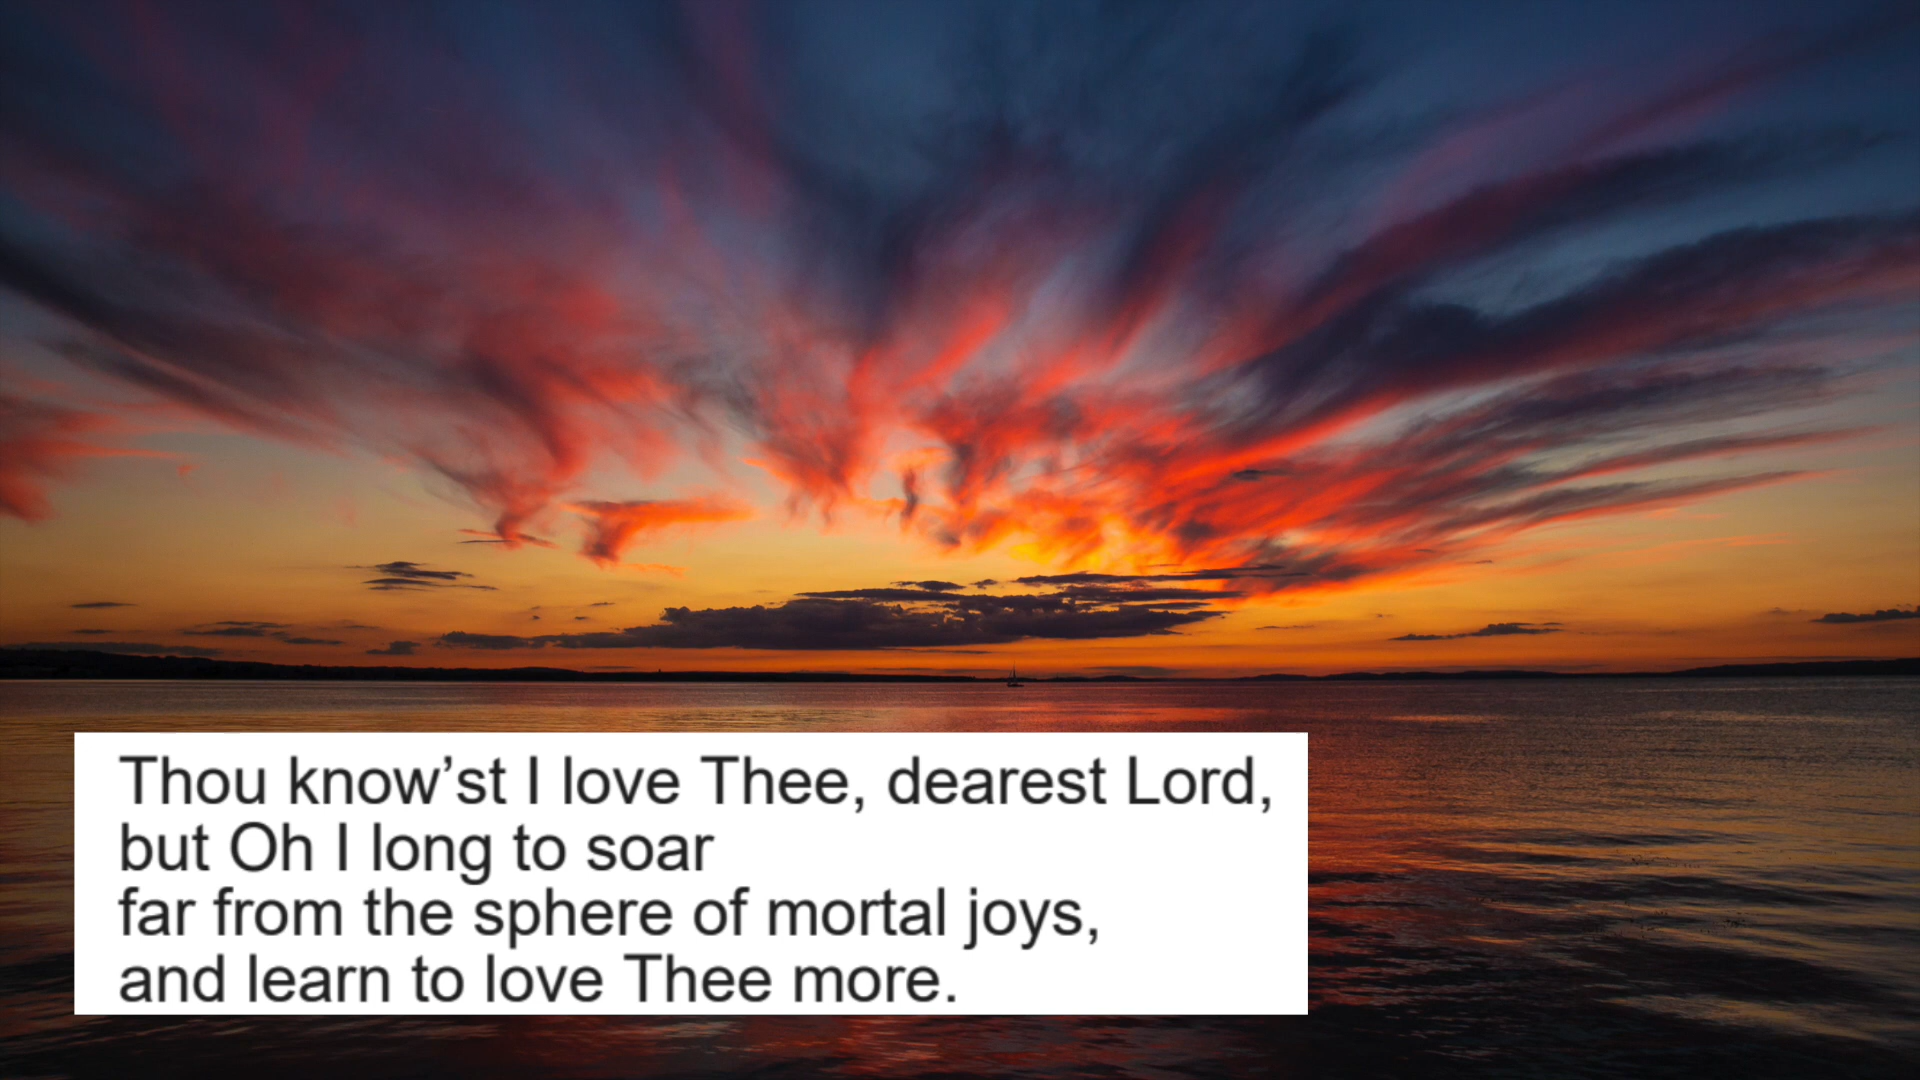 Thou know’st I love Thee, dearest Lord,
but Oh I long to soar
far from the sphere of mortal joys,
and learn to love Thee more.